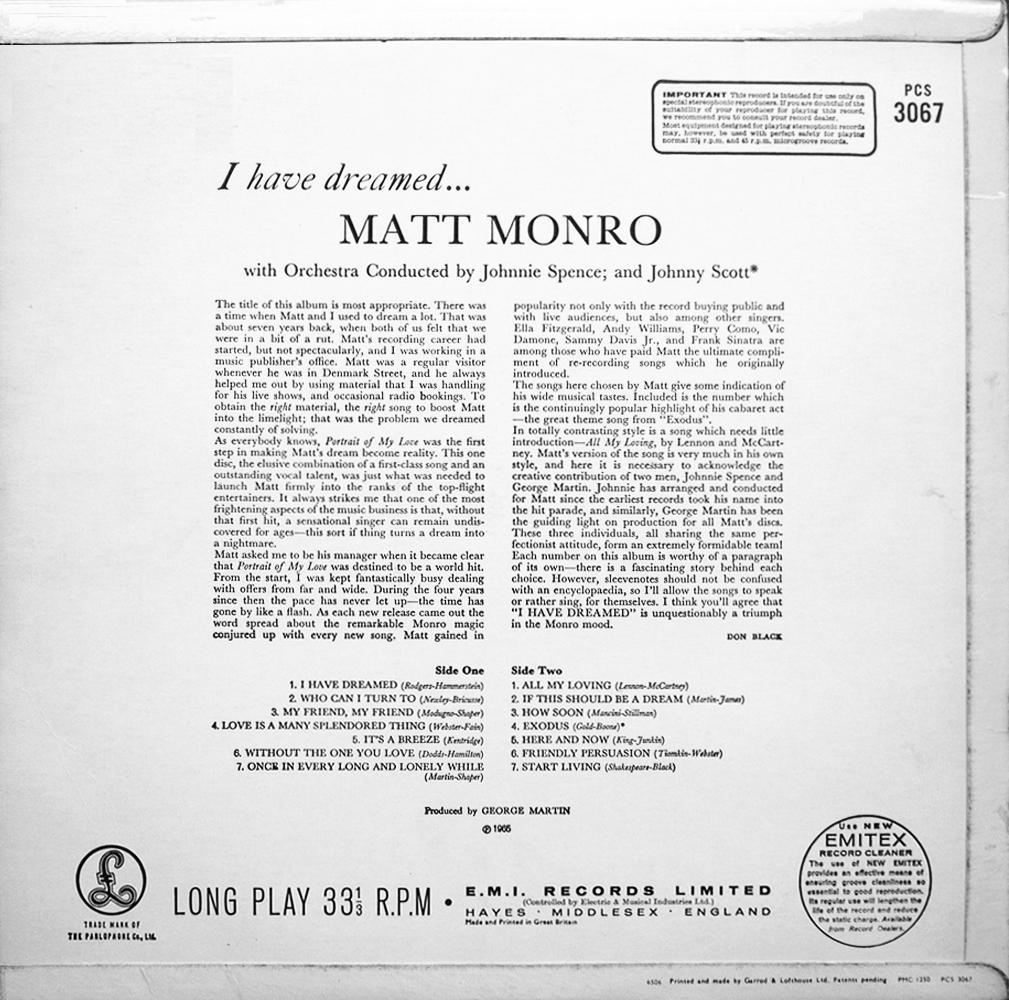 IMPORTANT This record is intended for use only on
special stereophonic reproducers. If you are doubtful of the
suitability of your reproducer for playing this record,
we recommend you to consult your record dealer.
Most equipment designed for playing stereophonic records
may, however, be used with perfect safety for playing
normal 33⅓ r.p.m. and 45 r.p.m. microgroove records.
PCS
3067
I have dreamed...
MATT MONRO
with Orchestra Conducted by Johnnie Spence; and Johnny Scott*
The title of this album is most appropriate. There was
a time when Matt and I used to dream a lot. That was
about seven years back, when both of us felt that we
were in a bit of a rut. Matt's recording career had
started, but not spectacularly, and I was working in a
music publisher's office. Matt was a regular visitor
whenever he was in Denmark Street, and he always
helped me out by using material that I was handling
for his live shows, and occasional radio bookings. To
obtain the right material, the right song to boost Matt
into the limelight; that was the problem we dreamed
constantly of solving.
As everybody knows, Portrait of My Love was the first
step in making Matt's dream become reality. This one
disc, the elusive combination of a first-class song and an
outstanding vocal talent, was just what was needed to
launch Matt firmly into the ranks of the top-flight
entertainers. It always strikes me that one of the most
frightening aspects of the music business is that, without
that first hit, a sensational singer can remain undis-
covered for ages—this sort if thing turns a dream into
a nightmare.
Matt asked me to be his manager when it became clear
that Portrait of My Love was destined to be a world hit.
From the start, I was kept fantastically busy dealing
with offers from far and wide. During the four years
since then the pace has never let up—the time has
gone by like a flash. As each new release came out the
word spread about the remarkable Monro magic
conjured up with every new song. Matt gained in
popularity not only with the record buying public and
with live audiences, but also among other singers.
Ella Fitzgerald, Andy Williams, Perry Como, Vic
Damone, Sammy Davis Jr., and Frank Sinatra are
among those who have paid Matt the ultimate compli-
ment of re-recording songs which he originally
introduced.
The songs here chosen by Matt give some indication of
his wide musical tastes. Included is the number which
is the continuingly popular highlight of his cabaret act
—the great theme song from "Exodus".
In totally contrasting style is a song which needs little
introduction—All My Loving, by Lennon and McCart-
ney. Matt's version of the song is very much in his own
style, and here it is necessary to acknowledge the
creative contribution of two men, Johnnie Spence and
George Martin. Johnnie has arranged and conducted
for Matt since the earliest records took his name into
the hit parade, and similarly, George Martin has been
the guiding light on production for all Matt's discs.
These three individuals, all sharing the same per-
fectionist attitude, form an extremely formidable team!
Each number on this album is worthy of a paragraph
of its own—there is a fascinating story behind each
choice. However, sleevenotes should not be confused
with an encyclopaedia, so I'll allow the songs to speak
or rather sing, for themselves. I think you'll agree that
"I HAVE DREAMED" is unquestionably a triumph
in the Monro mood.
DON BLACK
Side One
1. I HAVE DREAMED (Rodgers-Hammerstein)
2. WHO CAN I TURN TO (Newley-Bricusse)
3. MY FRIEND, MY FRIEND (Modugno-Shaper)
4. LOVE IS A MANY SPLENDORED THING (Webster-Fain)
5. IT'S A BREEZE (Kentridge)
6. WITHOUT THE ONE YOU LOVE (Dodds-Hamilton)
7. ONCE IN EVERY LONG AND LONELY WHILE
(Martin-Shaper)
Side Two
1. ALL MY LOVING (Lennon-McCartney)
2. IF THIS SHOULD BE A DREAM (Martin-James)
3. HOW SOON (Mancini-Stillman)
4. EXODUS (Gold-Boone)*
5. HERE AND NOW (King-Junkin)
6. FRIENDLY PERSUASION (Tiomkin-Webster)
7. START LIVING (Shakespeare-Black)
Produced by GEORGE MARTIN
℗ 1965
£
TRADE MARK OF
THE PARLOPHONE Co., Ltd.
LONG PLAY 33⅓ R.P.M •
E.M.I. RECORDS LIMITED
(Controlled by Electric & Musical Industries Ltd.)
HAYES · MIDDLESEX · ENGLAND
Made and Printed in Great Britain
Use NEW
EMITEX
RECORD CLEANER
The use of NEW EMITEX
provides an effective means of
ensuring groove cleanliness so
essential to good reproduction.
Its regular use will lengthen the
life of the record and reduce
the static charge. Available
from Record Dealers.
6506 Printed and made by Garrod & Lofthouse Ltd. Patents pending PMC 1250 PCS 3067